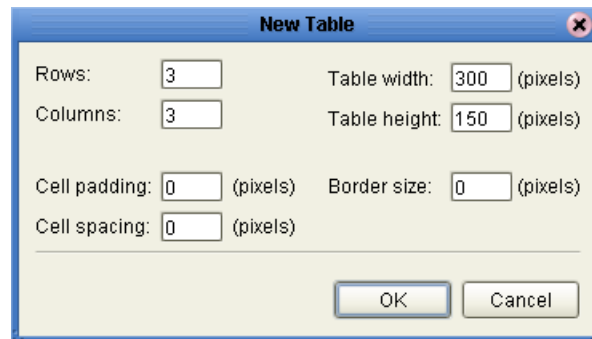 New Table
Rows: 3
Table width: 300 (pixels)
Columns: 3
Table height: 150 (pixels)
Cell padding: 0 (pixels)
Border size: 0 (pixels)
Cell spacing: 0 (pixels)
OK
Cancel